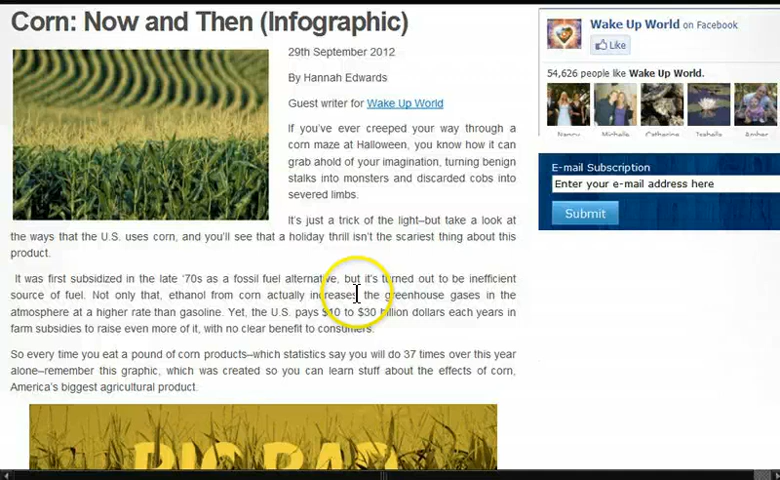 Corn: Now and Then (Infographic)
29th September 2012
By Hannah Edwards
Guest writer for Wake Up World
If you've ever creeped your way through a
corn maze at Halloween, you know how it can
grab ahold of your imagination, turning benign
stalks into monsters and discarded cobs into
severed limbs.
It's just a trick of the light–but take a look at
the ways that the U.S. uses corn, and you'll see that a holiday thrill isn't the scariest thing about this
product.
It was first subsidized in the late '70s as a fossil fuel alternative, but it's turned out to be inefficient
source of fuel. Not only that, ethanol from corn actually increases the greenhouse gases in the
atmosphere at a higher rate than gasoline. Yet, the U.S. pays $10 to $30 billion dollars each years in
farm subsidies to raise even more of it, with no clear benefit to consumers.
So every time you eat a pound of corn products–which statistics say you will do 37 times over this year
alone–remember this graphic, which was created so you can learn stuff about the effects of corn,
America's biggest agricultural product.
BIG BAD
Wake Up World on Facebook
Like
54,626 people like Wake Up World.
Nancy Michelle Catherine Isabella Amber
E-mail Subscription
Enter your e-mail address here
Submit